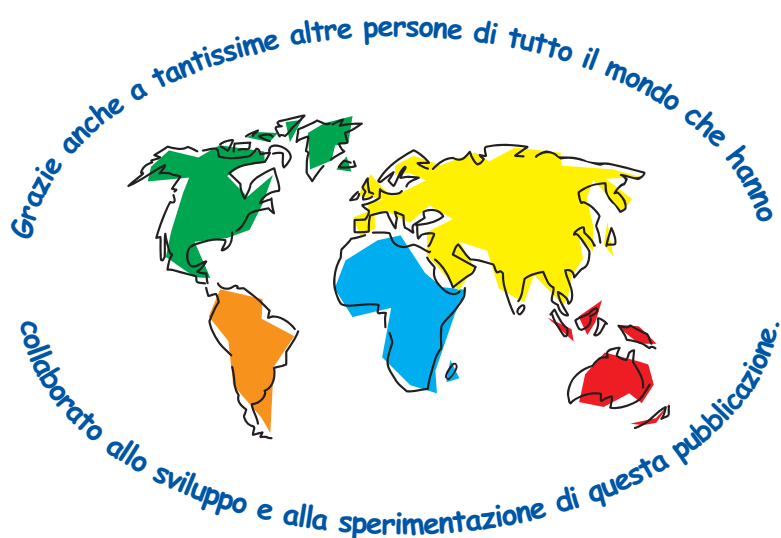 Grazie anche a tantissime altre persone di tutto il mondo che hanno
collaborato allo sviluppo e alla sperimentazione di questa pubblicazione.